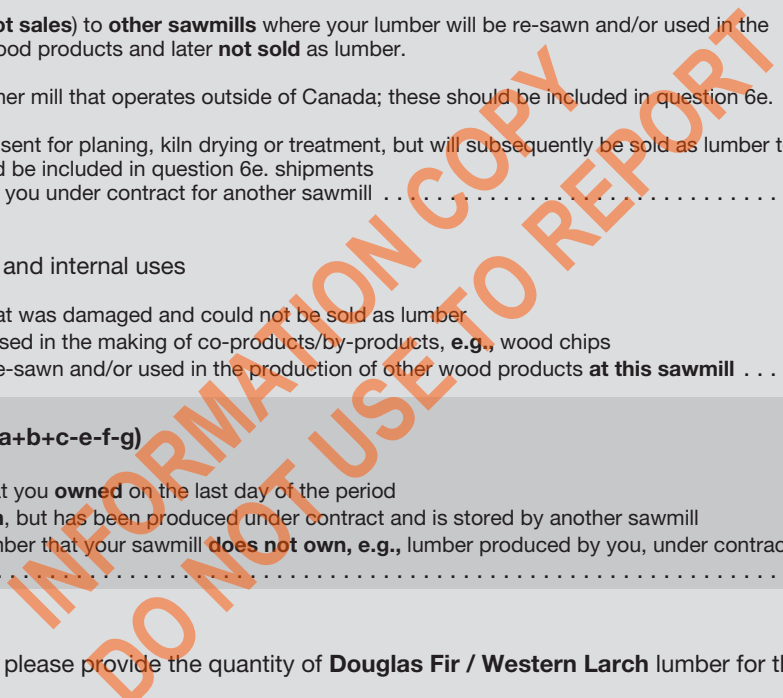 ot sales) to other sawmills where your lumber will be re-sawn and/or used in the
ood products and later not sold as lumber.
her mill that operates outside of Canada; these should be included in question 6e.
sent for planing, kiln drying or treatment, but will subsequently be sold as lumber t
d be included in question 6e. shipments
you under contract for another sawmill . . . . . . . . . . . . . . . . . . . . . . . . . . . .
and internal uses
at was damaged and could not be sold as lumber
sed in the making of co-products/by-products, e.g., wood chips
e-sawn and/or used in the production of other wood products at this sawmill . . .
a+b+c-e-f-g)
at you owned on the last day of the period
n, but has been produced under contract and is stored by another sawmill
mber that your sawmill does not own, e.g., lumber produced by you, under contrac
. . . . . . . . . . . . . . . . . . . . . . . . . . . . . . . . . . . . . . . . . . . . . . . . . . . . . . . . .
please provide the quantity of Douglas Fir / Western Larch lumber for th
INFORMATION COPY
DO NOT USE TO REPORT